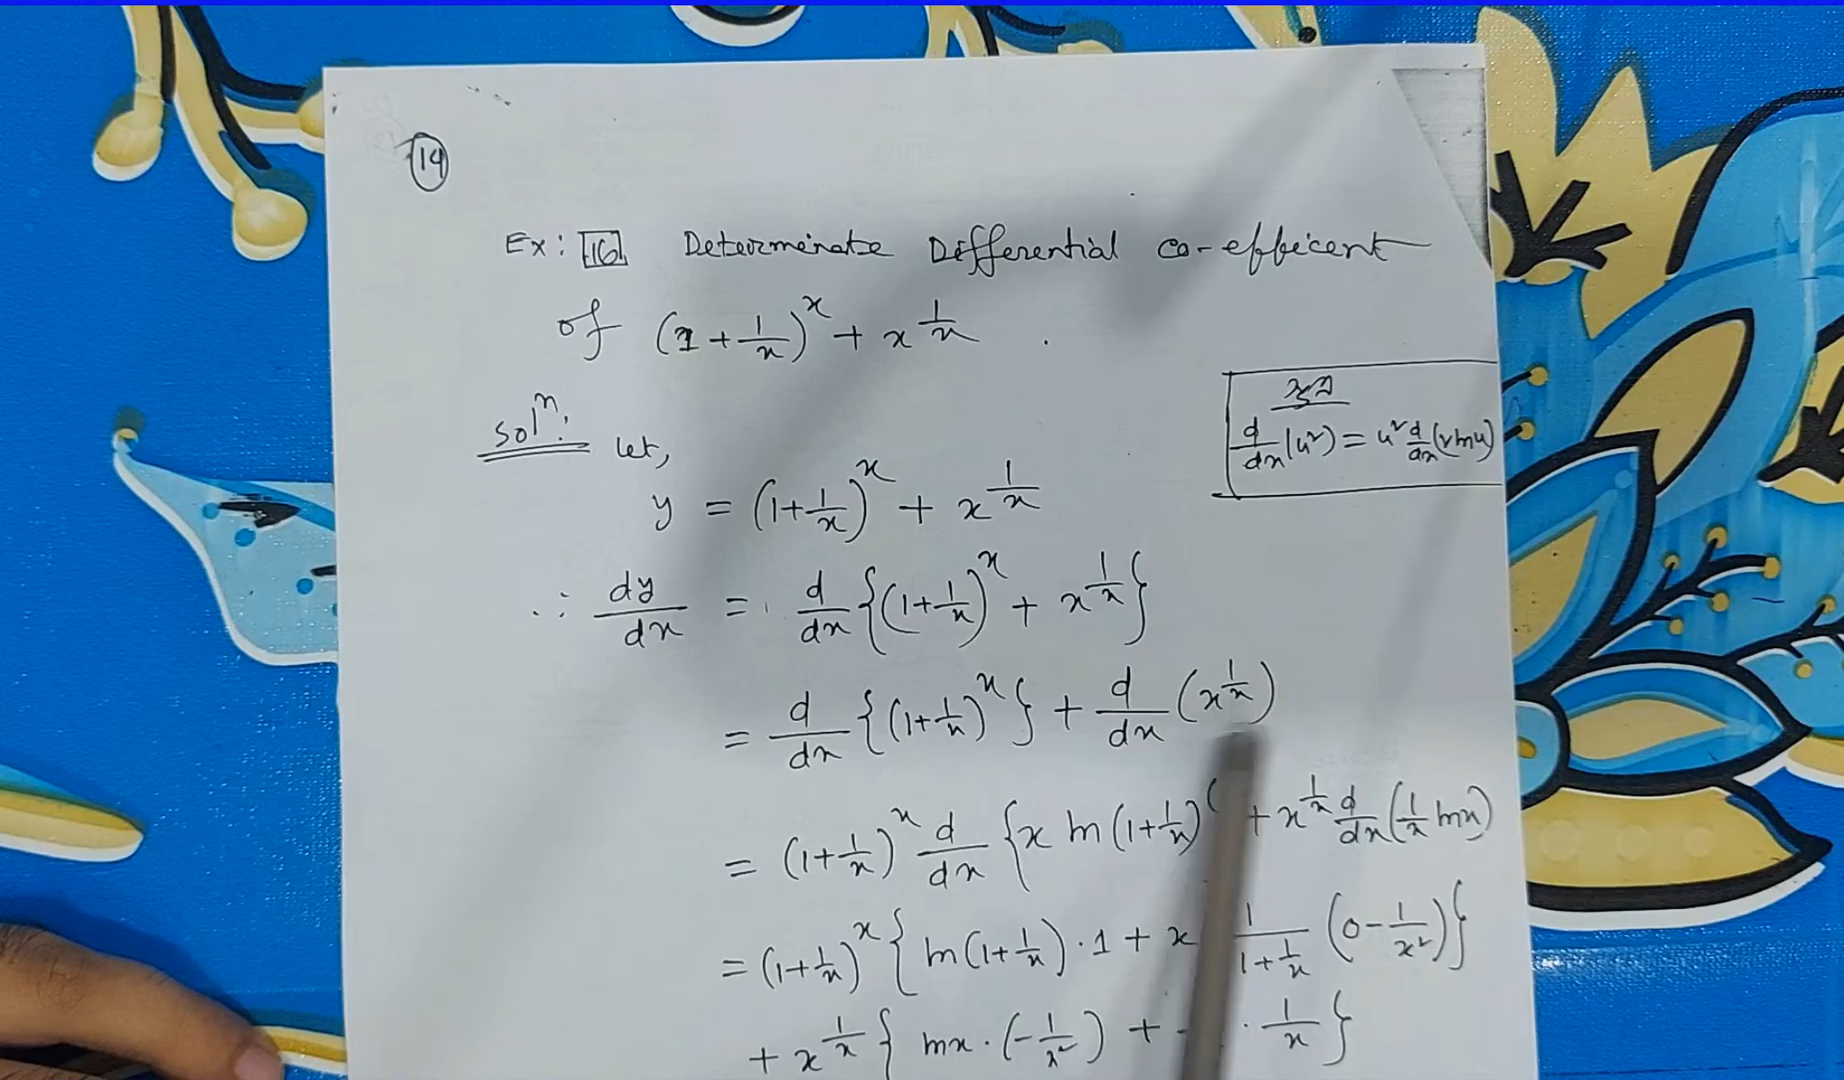 14
Ex: 16 Determinate Differential co-efficent
of (1 + 1/x)^x + x^(1/x) .
সূত্র
d/dx (u^v) = u^v d/dx (v ln u)
Solⁿ: let,
y = (1+1/x)^x + x^(1/x)
∴ dy/dx = d/dx {(1+1/x)^x + x^(1/x)}
= d/dx {(1+1/x)^x} + d/dx (x^(1/x))
= (1+1/x)^x d/dx {x ln (1+1/x) + x^(1/x) d/dx (1/x ln x)
= (1+1/x)^x { ln(1+1/x) · 1 + x 1/(1+1/x) (0 - 1/x²)}
+ x^(1/x) { ln x · (-1/x²) + · 1/x }